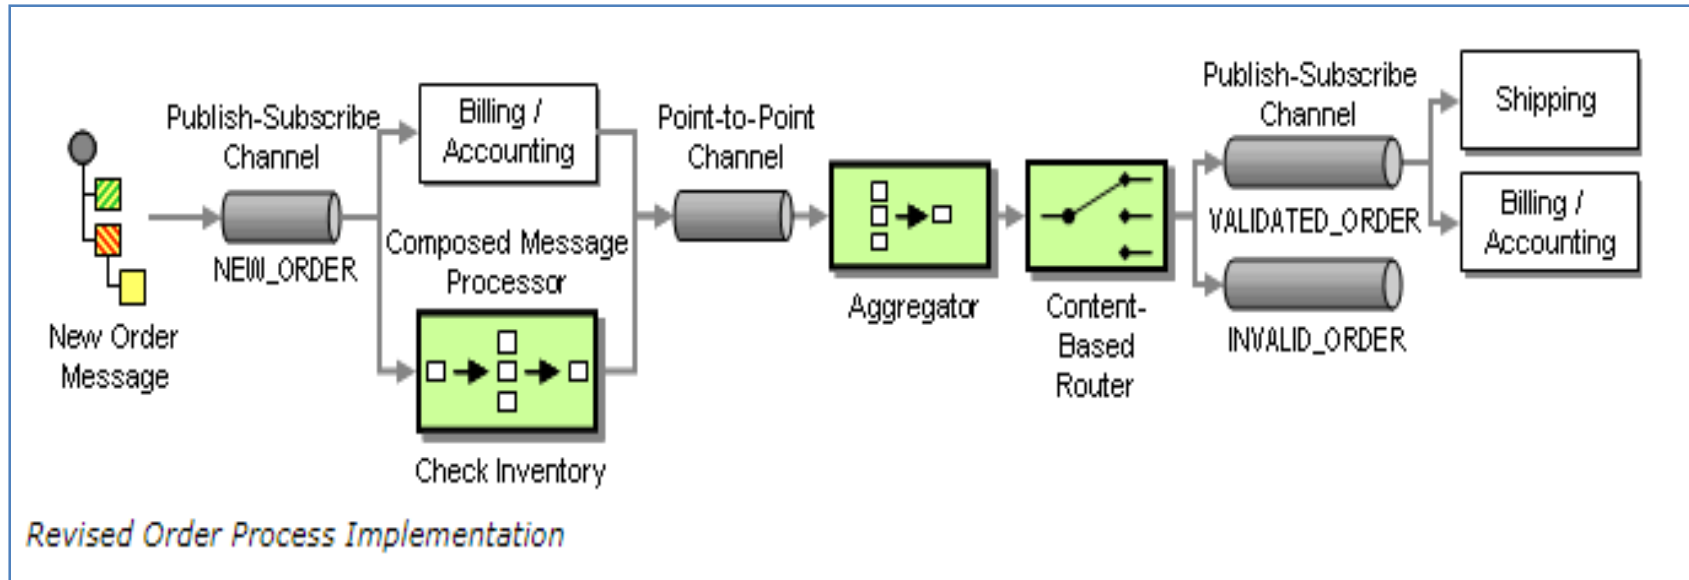 Publish-Subscribe
Channel
NEW_ORDER
New Order
Message
Billing /
Accounting
Composed Message
Processor
Check Inventory
Point-to-Point
Channel
Aggregator
Content-
Based
Router
Publish-Subscribe
Channel
VALIDATED_ORDER
INVALID_ORDER
Shipping
Billing /
Accounting
Revised Order Process Implementation